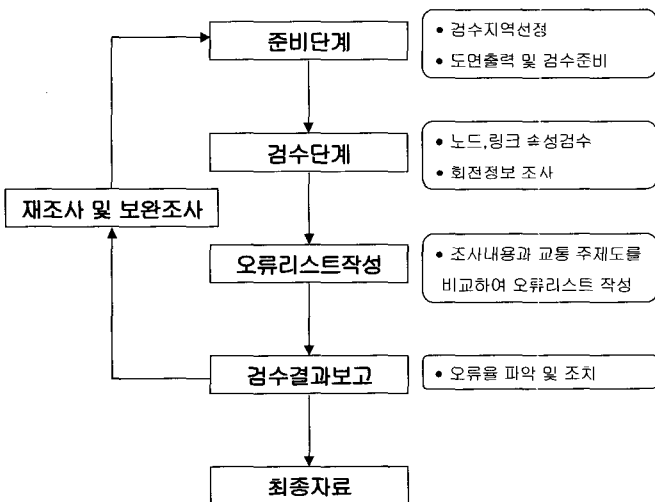 준비단계
• 검수지역선정
• 도면출력 및 검수준비
검수단계
• 노드,링크 속성검수
• 회전정보 조사
재조사 및 보완조사
오류리스트작성
• 조사내용과 교통 주제도를
비교하여 오류리스트 작성
검수결과보고
• 오류율 파악 및 조치
최종자료